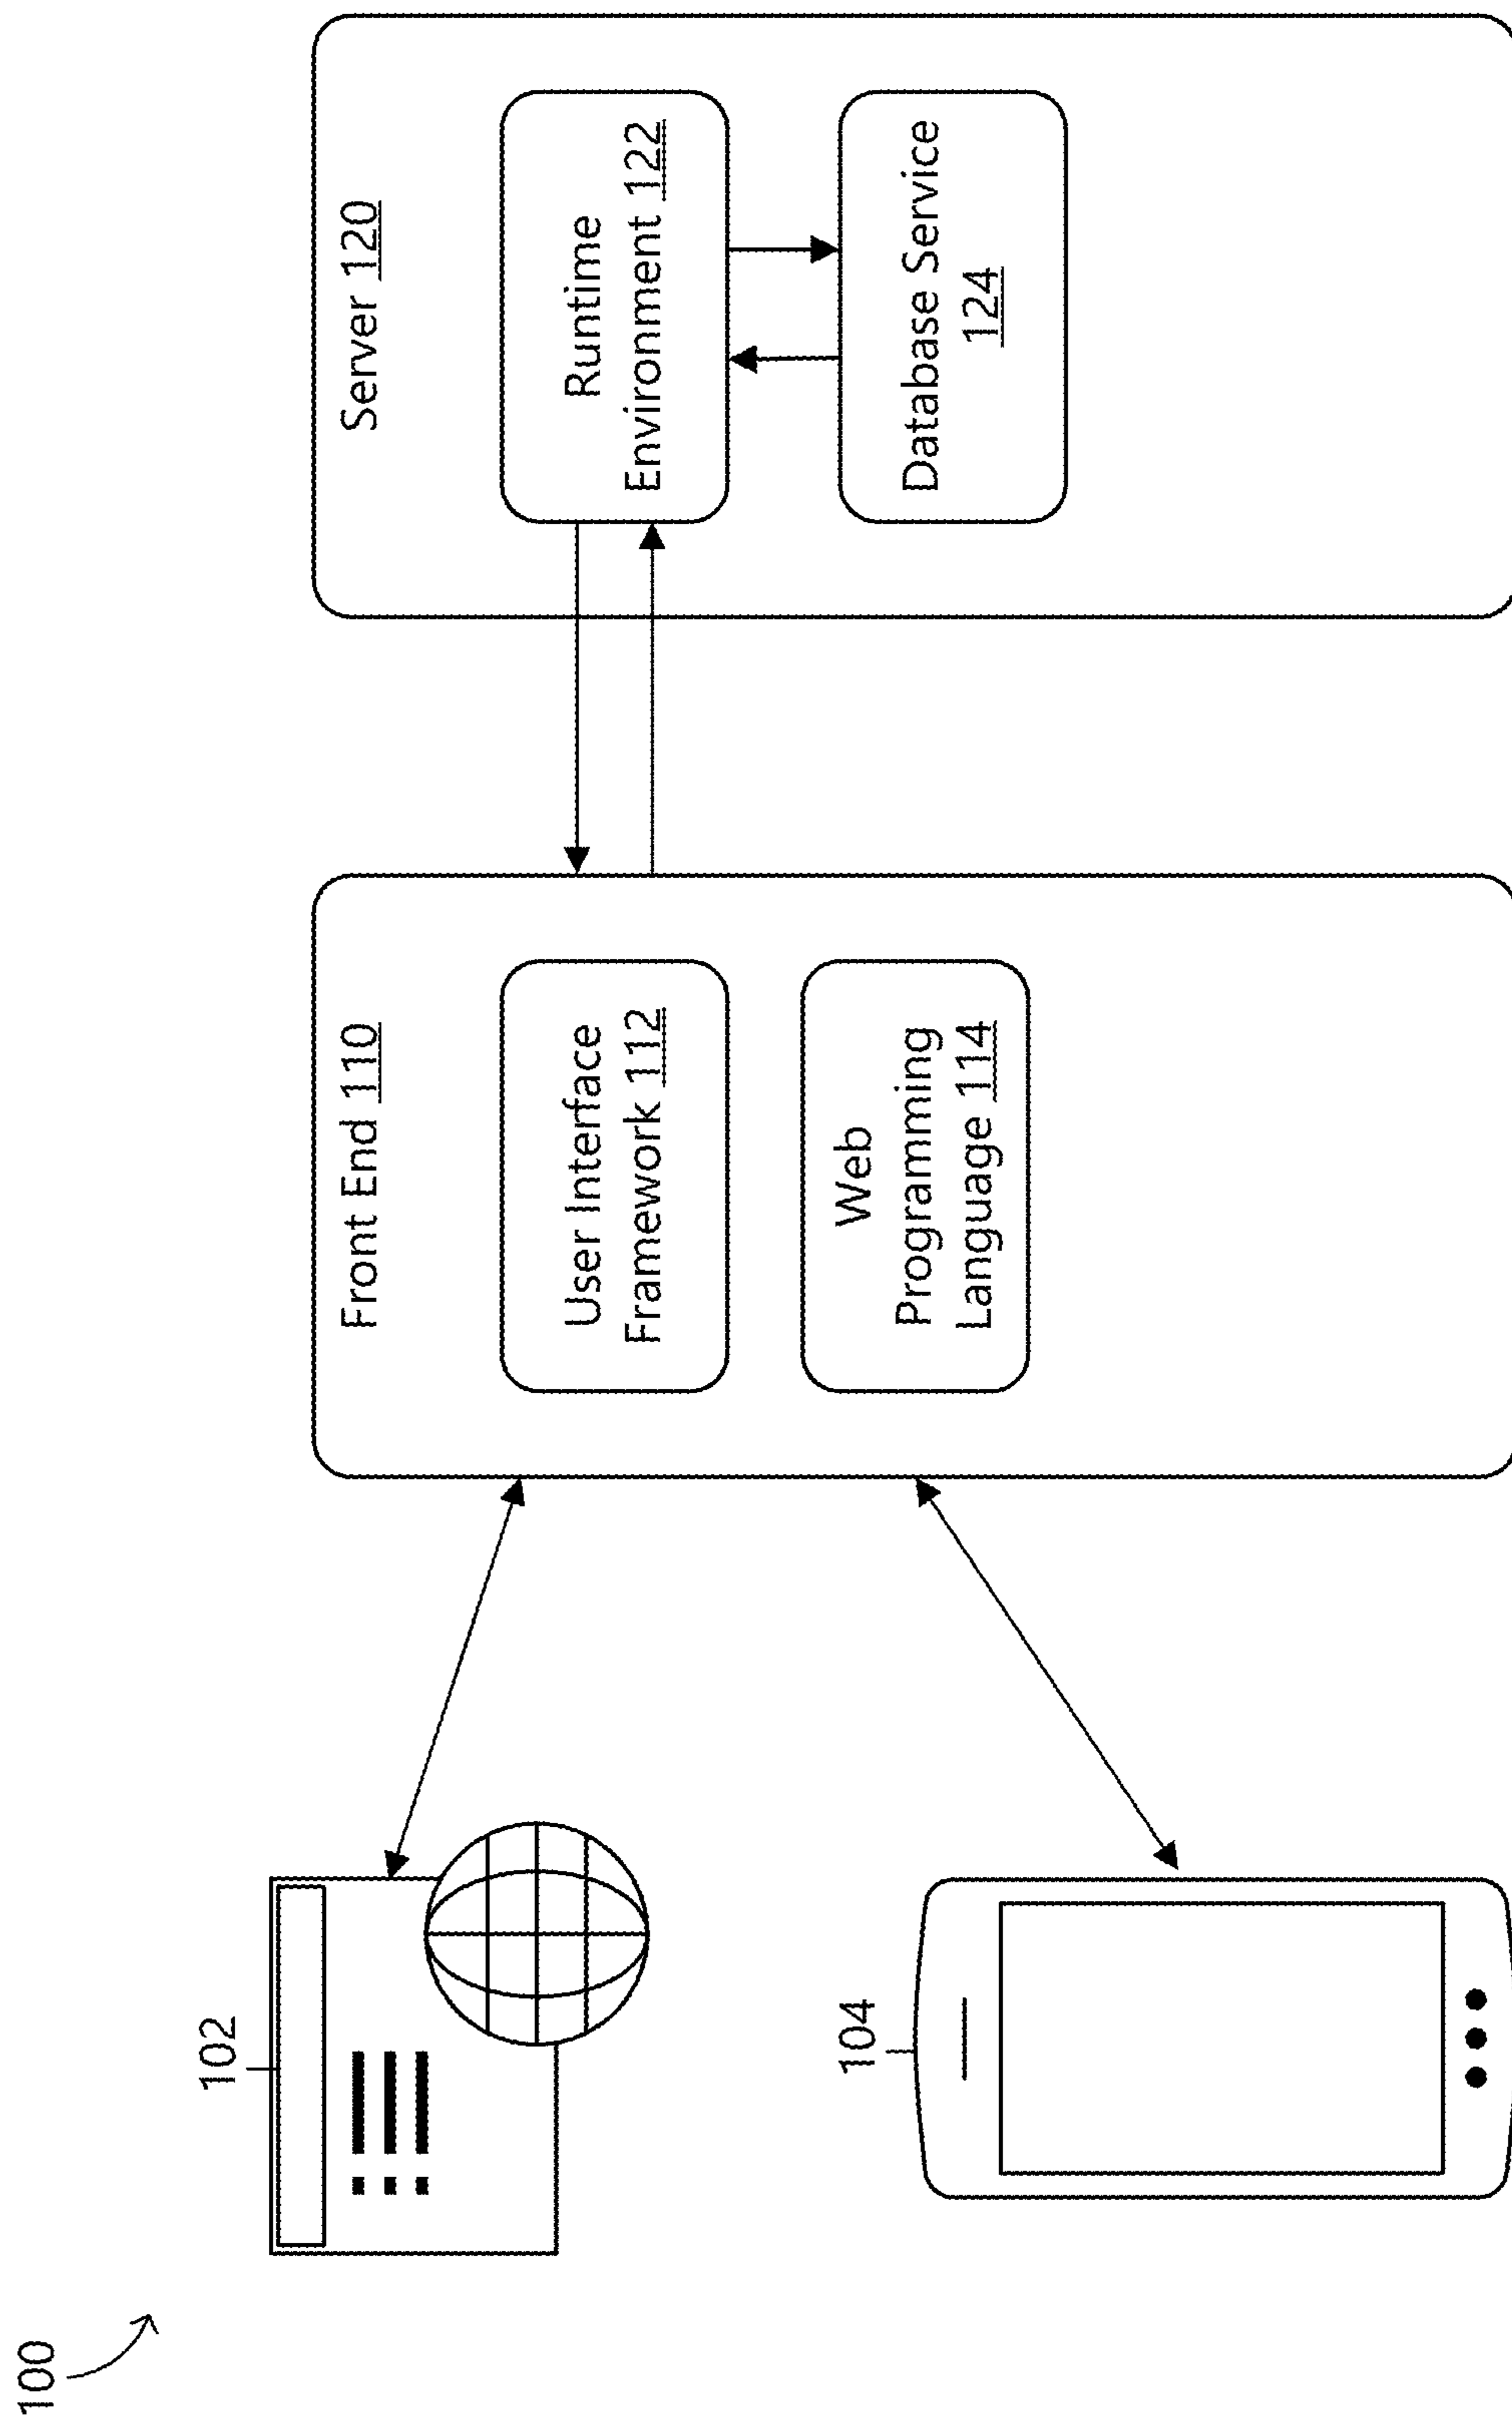 100
102
104
Front End 110
User Interface
Framework 112
Web
Programming
Language 114
Server 120
Runtime
Environment 122
Database Service
124